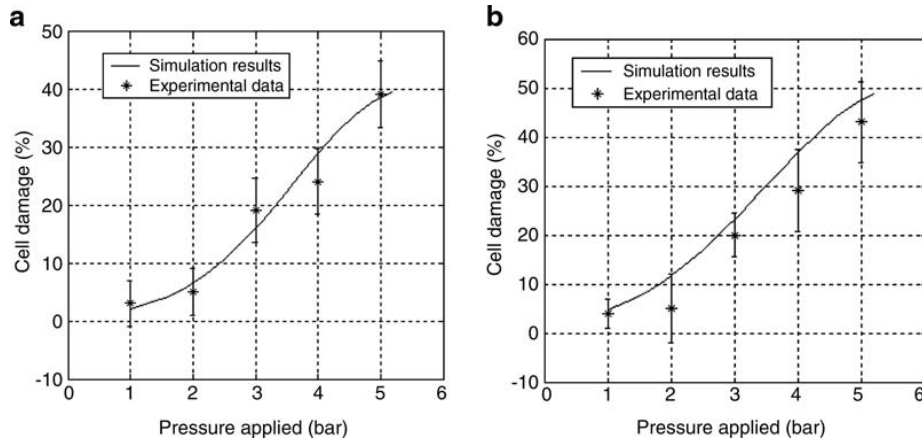 a
50
40
30
20
10
0
-10
Cell damage (%)
Simulation results
Experimental data
0 1 2 3 4 5 6
Pressure applied (bar)
b
60
50
40
30
20
10
0
-10
Cell damage (%)
Simulation results
Experimental data
0 1 2 3 4 5 6
Pressure applied (bar)